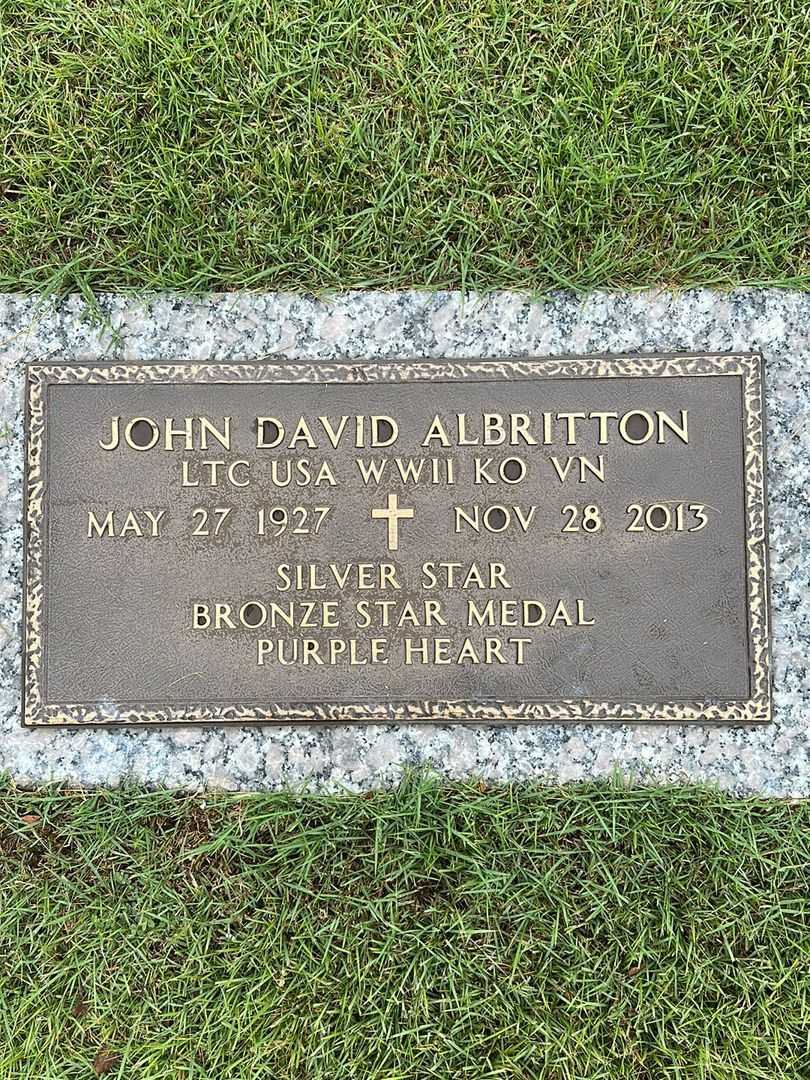 JOHN DAVID ALBRITTON
LTC USA WWII KO VN
MAY 27 1927 NOV 28 2013
SILVER STAR
BRONZE STAR MEDAL
PURPLE HEART